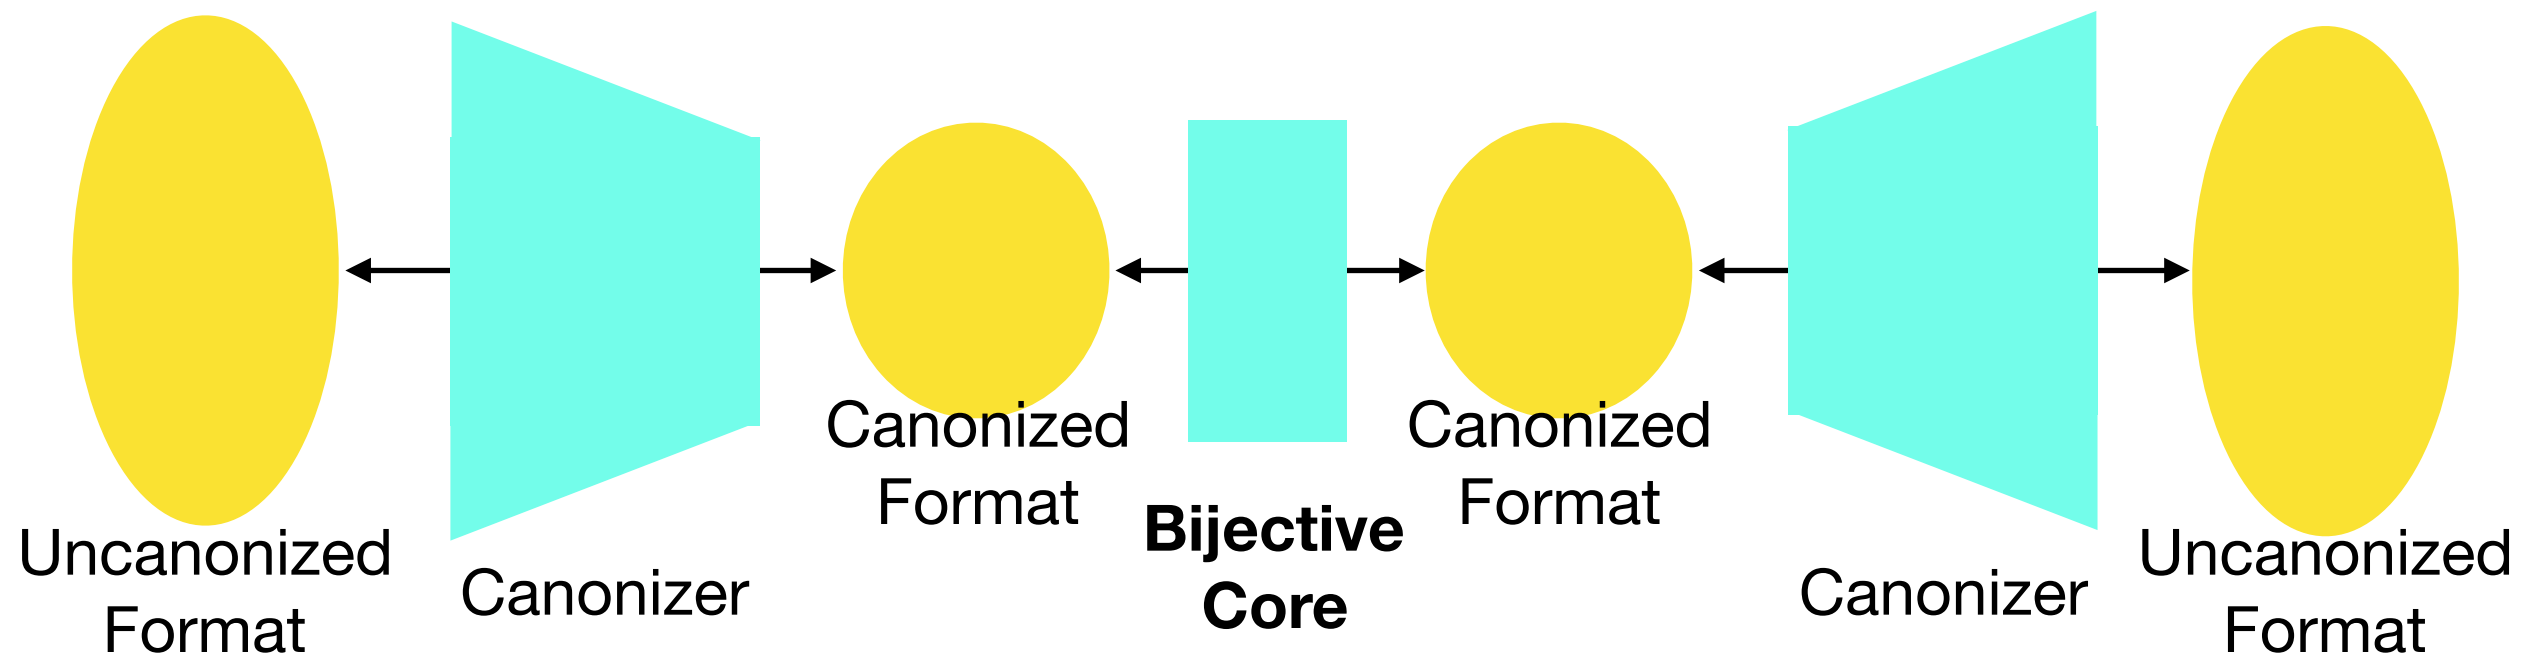 Uncanonized
Format
Canonizer
Canonized
Format
Bijective
Core
Canonized
Format
Canonizer
Uncanonized
Format